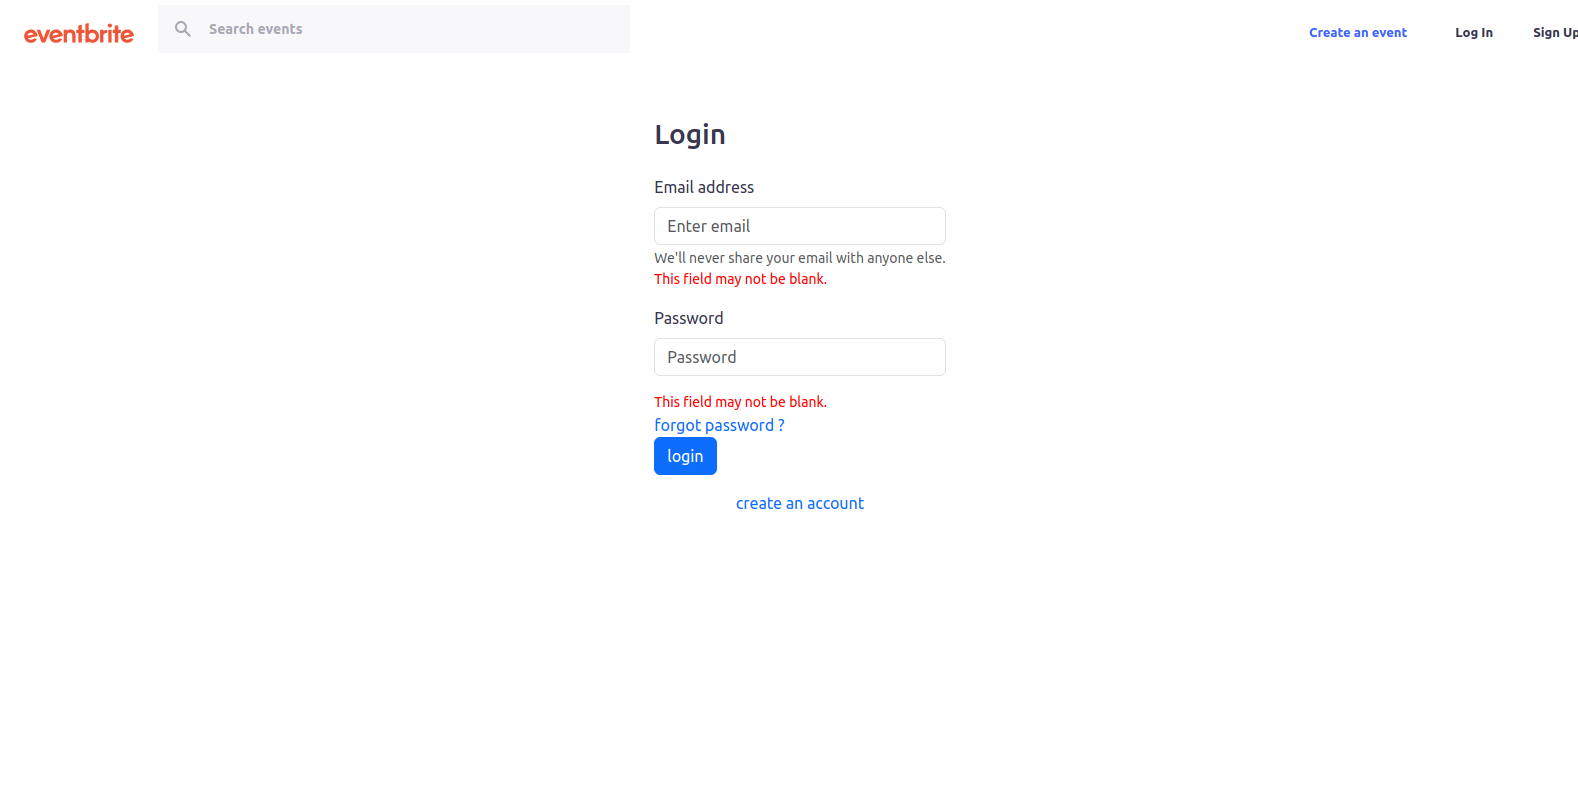 eventbrite
Search events
Create an event
Log In
Sign Up
Login
Email address
Enter email
We'll never share your email with anyone else.
This field may not be blank.
Password
Password
This field may not be blank.
forgot password ?
login
create an account